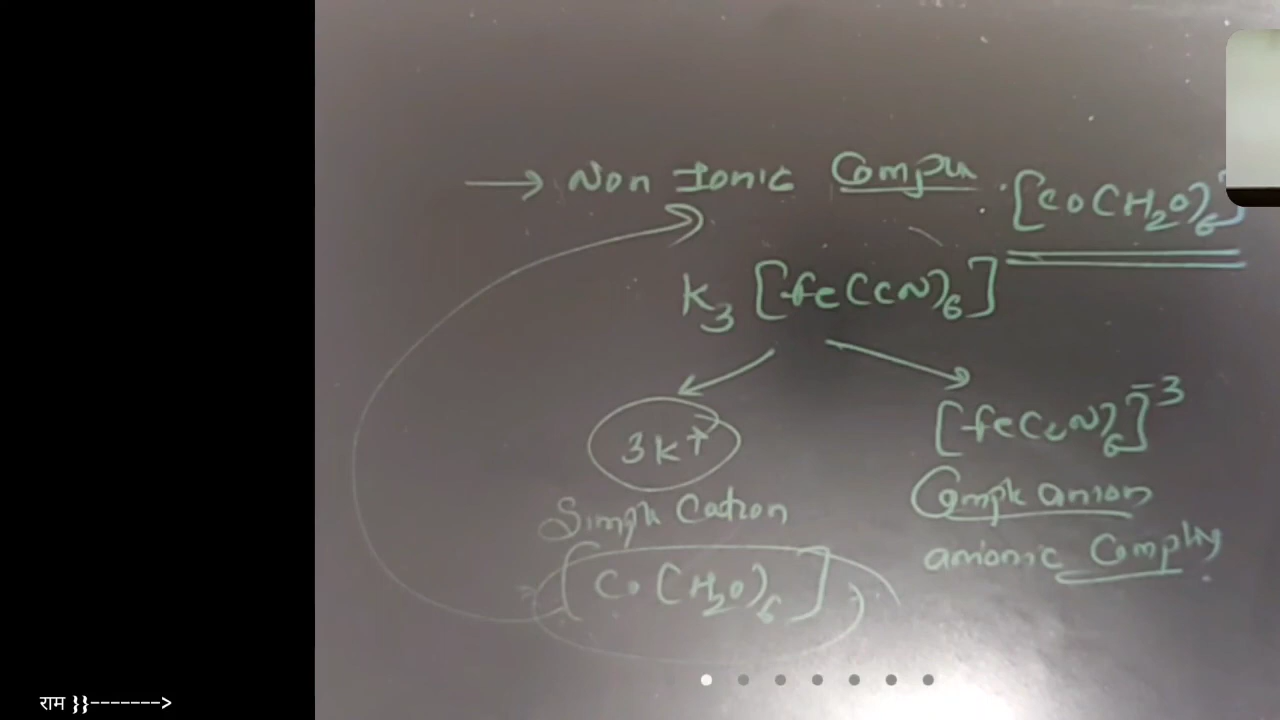 → Non Ionic Comple . [Co(H₂O)₆]
K₃ [fe(CN)₆]
3K⁺
[fe(CN)₆]⁻³
Simple Cation
Comple anion
anionic Complex
[Co(H₂O)₆]
राम }}------->